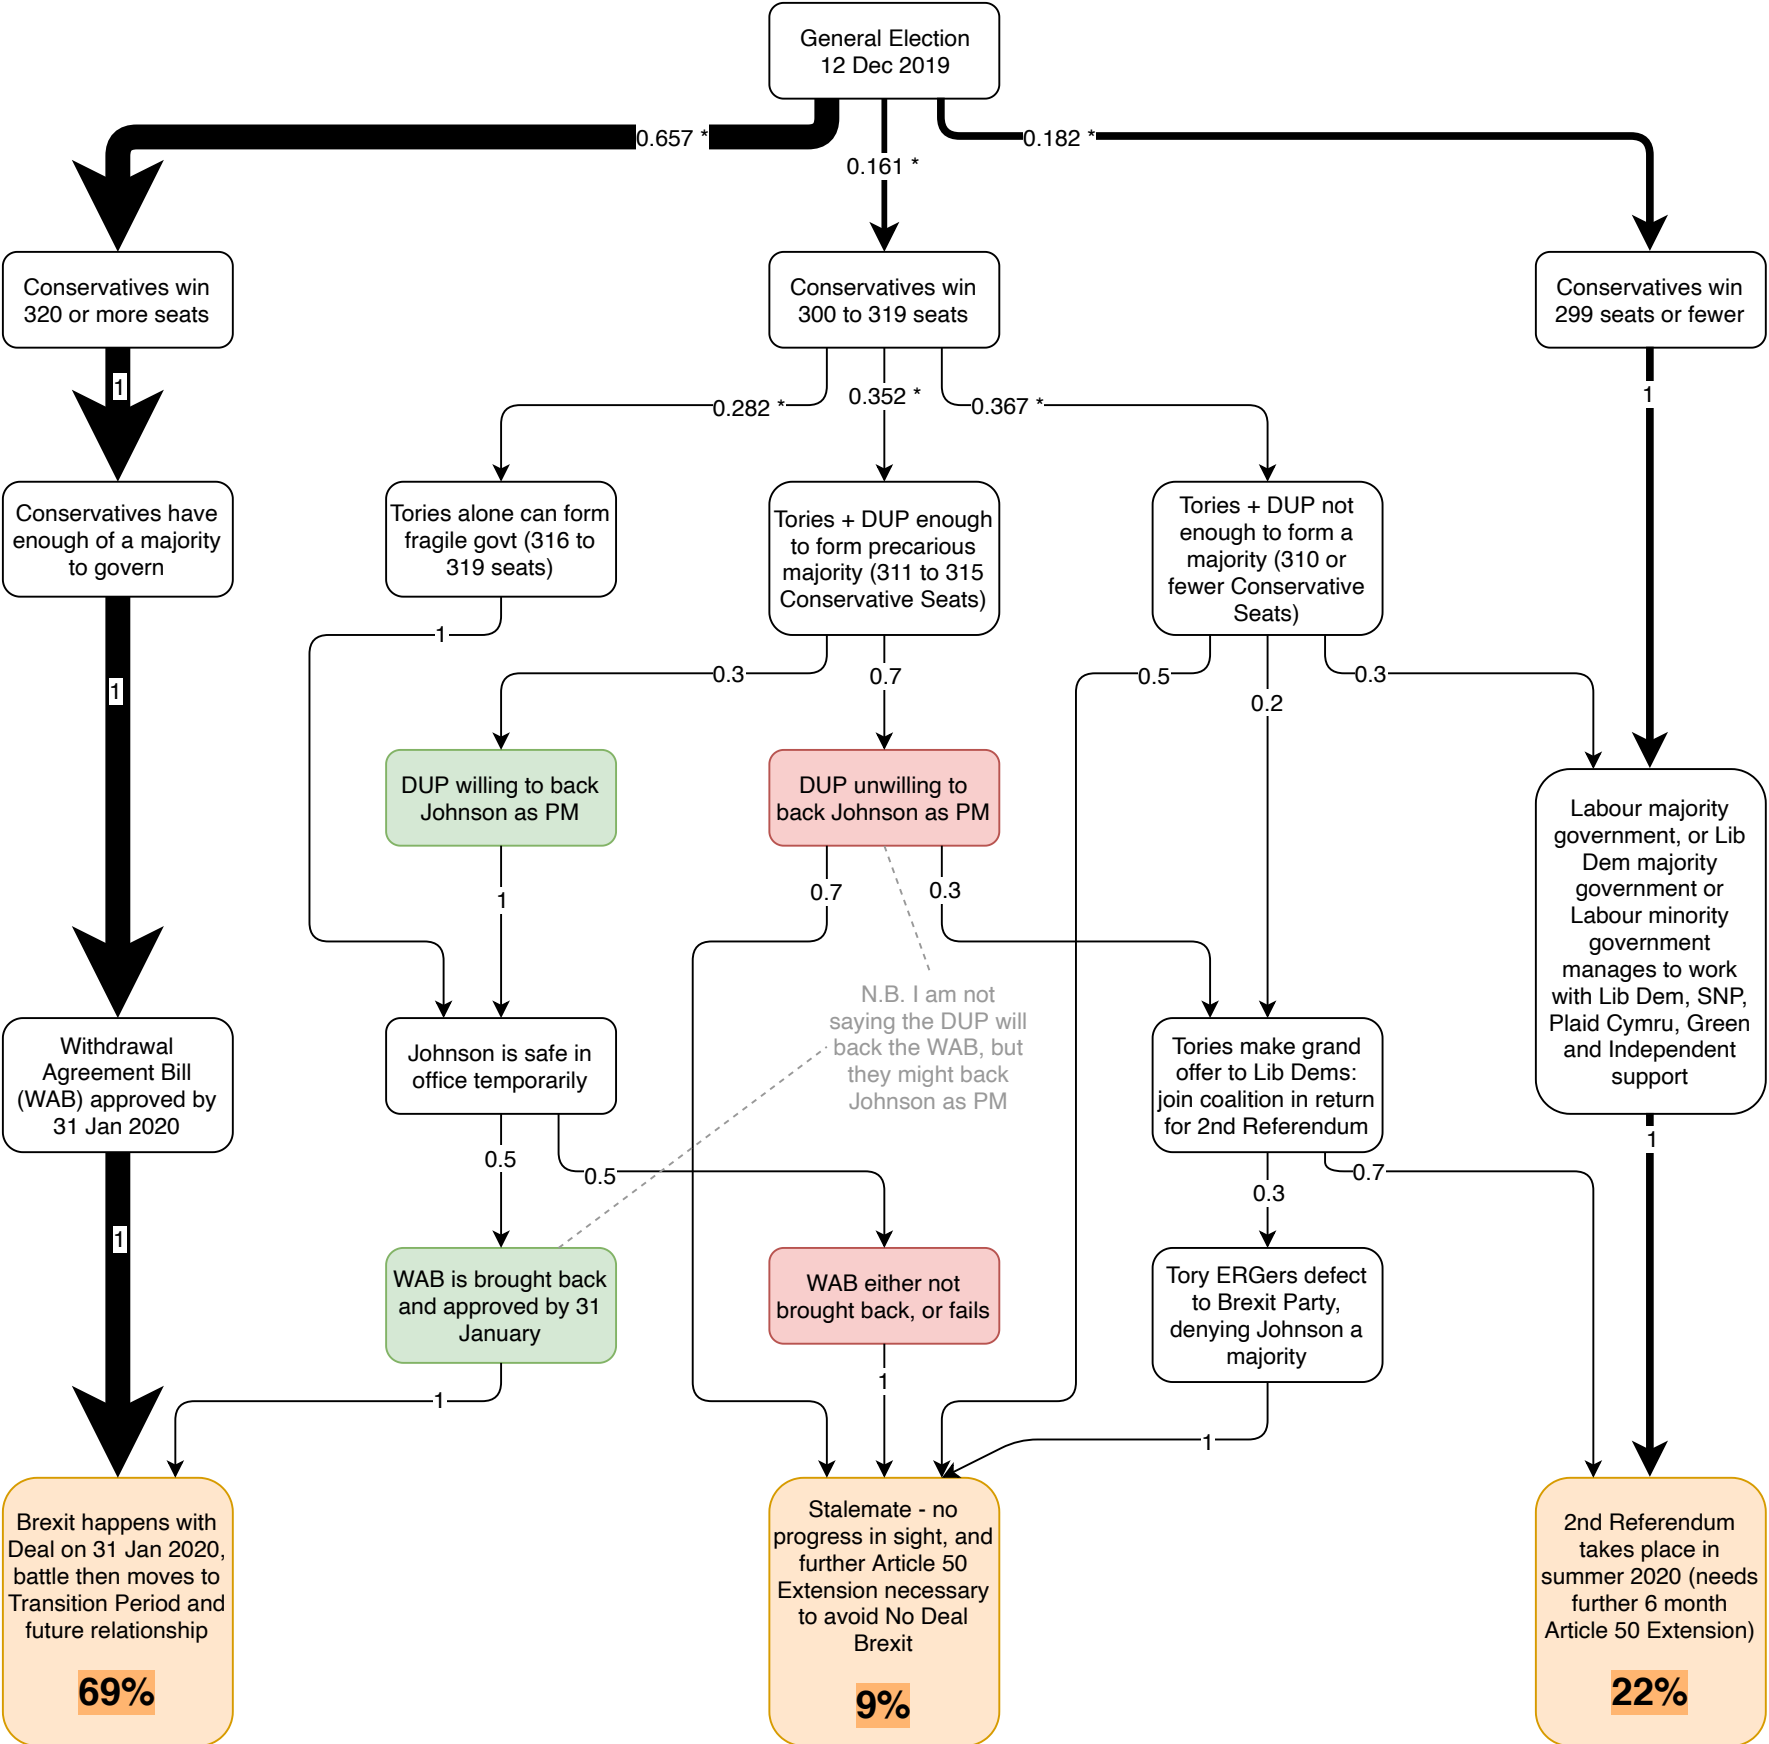 General Election
12 Dec 2019
0.657 *
0.161 *
0.182 *
Conservatives win
320 or more seats
Conservatives win
300 to 319 seats
Conservatives win
299 seats or fewer
1
0.282 *
0.352 *
0.367 *
1
Conservatives have
enough of a majority
to govern
Tories alone can form
fragile govt (316 to
319 seats)
Tories + DUP enough
to form precarious
majority (311 to 315
Conservative Seats)
Tories + DUP not
enough to form a
majority (310 or
fewer Conservative
Seats)
1
1
0.3
0.7
0.5
0.2
0.3
DUP willing to back
Johnson as PM
DUP unwilling to
back Johnson as PM
Labour majority
government, or Lib
Dem majority
government or
Labour minority
government
manages to work
with Lib Dem, SNP,
Plaid Cymru, Green
and Independent
support
1
0.7
0.3
N.B. I am not
saying the DUP will
back the WAB, but
they might back
Johnson as PM
Withdrawal
Agreement Bill
(WAB) approved by
31 Jan 2020
Johnson is safe in
office temporarily
Tories make grand
offer to Lib Dems:
join coalition in return
for 2nd Referendum
1
0.5
0.5
0.3
0.7
1
WAB is brought back
and approved by 31
January
WAB either not
brought back, or fails
Tory ERGers defect
to Brexit Party,
denying Johnson a
majority
1
1
1
Brexit happens with
Deal on 31 Jan 2020,
battle then moves to
Transition Period and
future relationship
69%
Stalemate - no
progress in sight, and
further Article 50
Extension necessary
to avoid No Deal
Brexit
9%
2nd Referendum
takes place in
summer 2020 (needs
further 6 month
Article 50 Extension)
22%